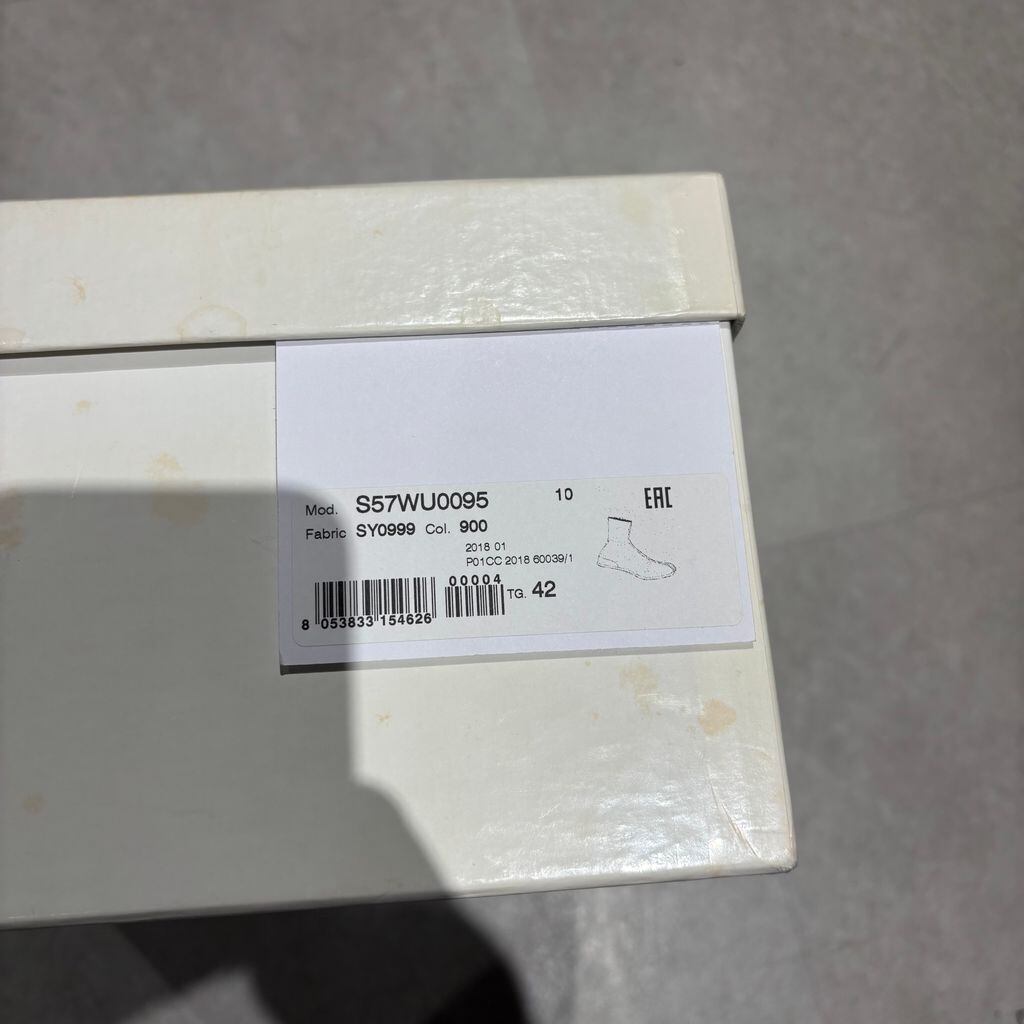 Mod. S57WU0095 10 EAC
Fabric SY0999 Col. 900
2018 01
P01CC 2018 60039/1
00004
TG. 42
8 053833 154626